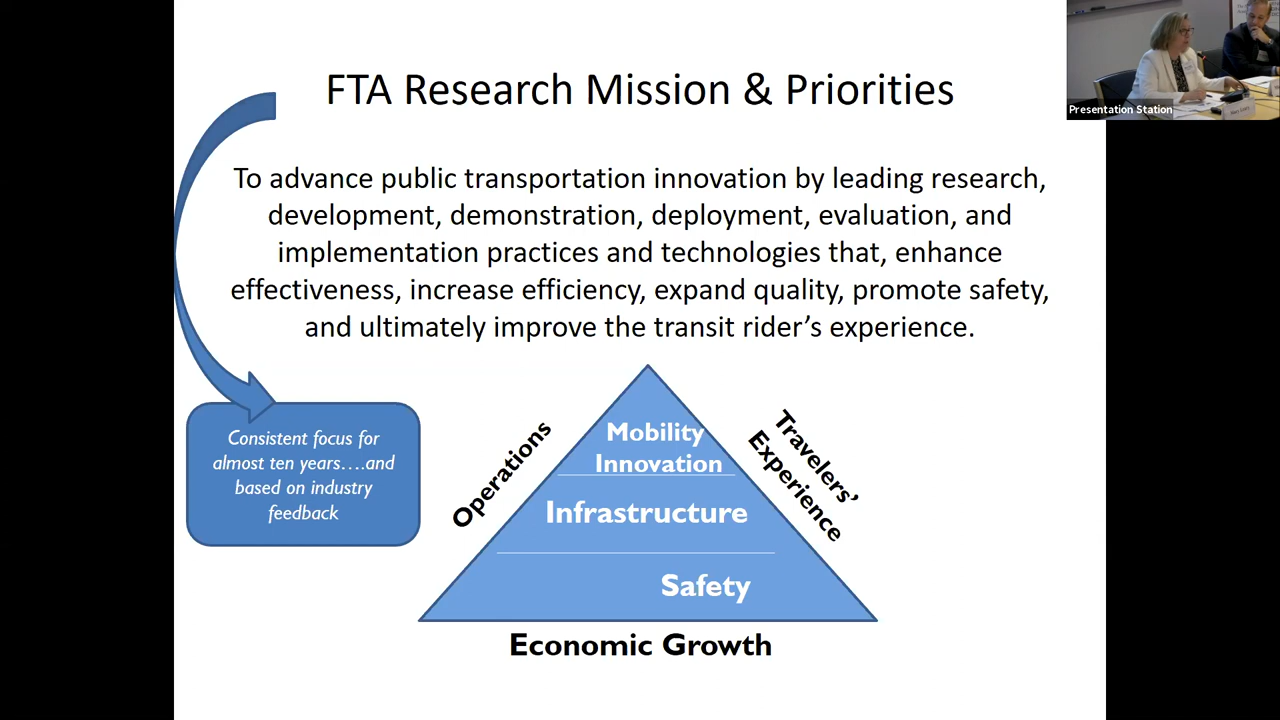 FTA Research Mission & Priorities
Presentation Station
To advance public transportation innovation by leading research,
development, demonstration, deployment, evaluation, and
implementation practices and technologies that, enhance
effectiveness, increase efficiency, expand quality, promote safety,
and ultimately improve the transit rider’s experience.
Consistent focus for
almost ten years….and
based on industry
feedback
Operations
Mobility
Innovation
Infrastructure
Safety
Travelers’
Experience
Economic Growth